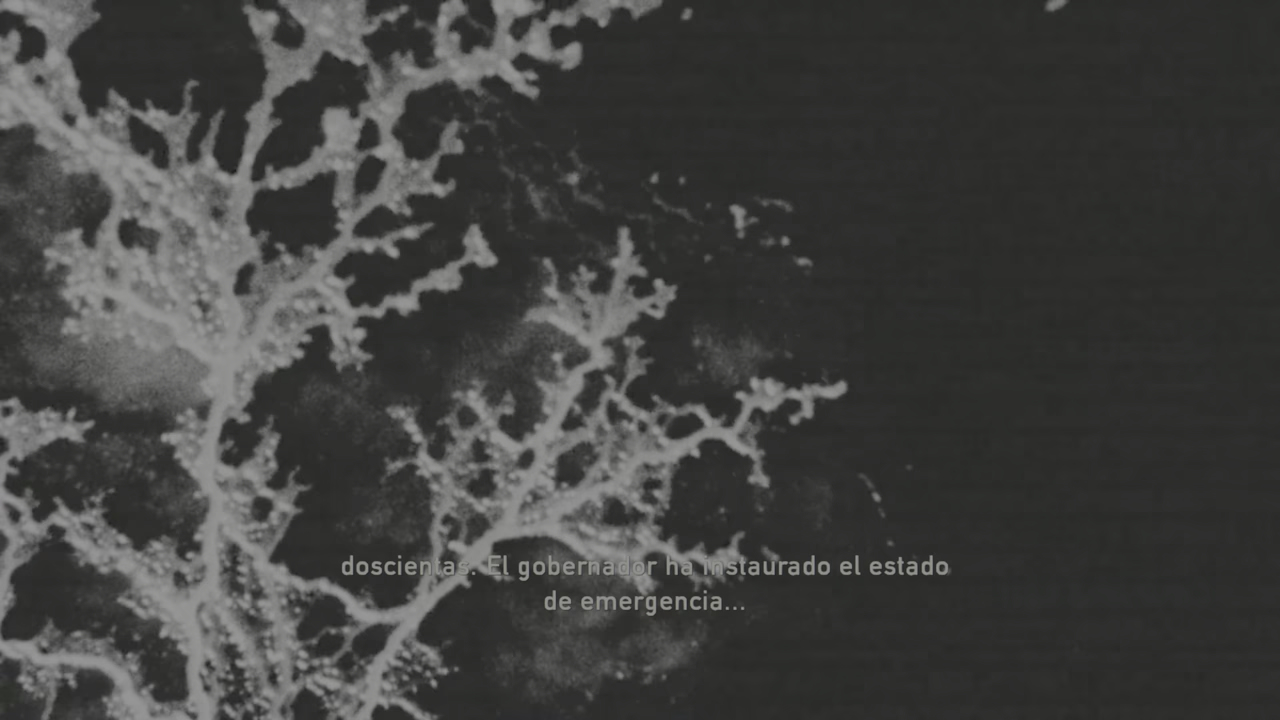 doscientas. El gobernador ha instaurado el estado
de emergencia...